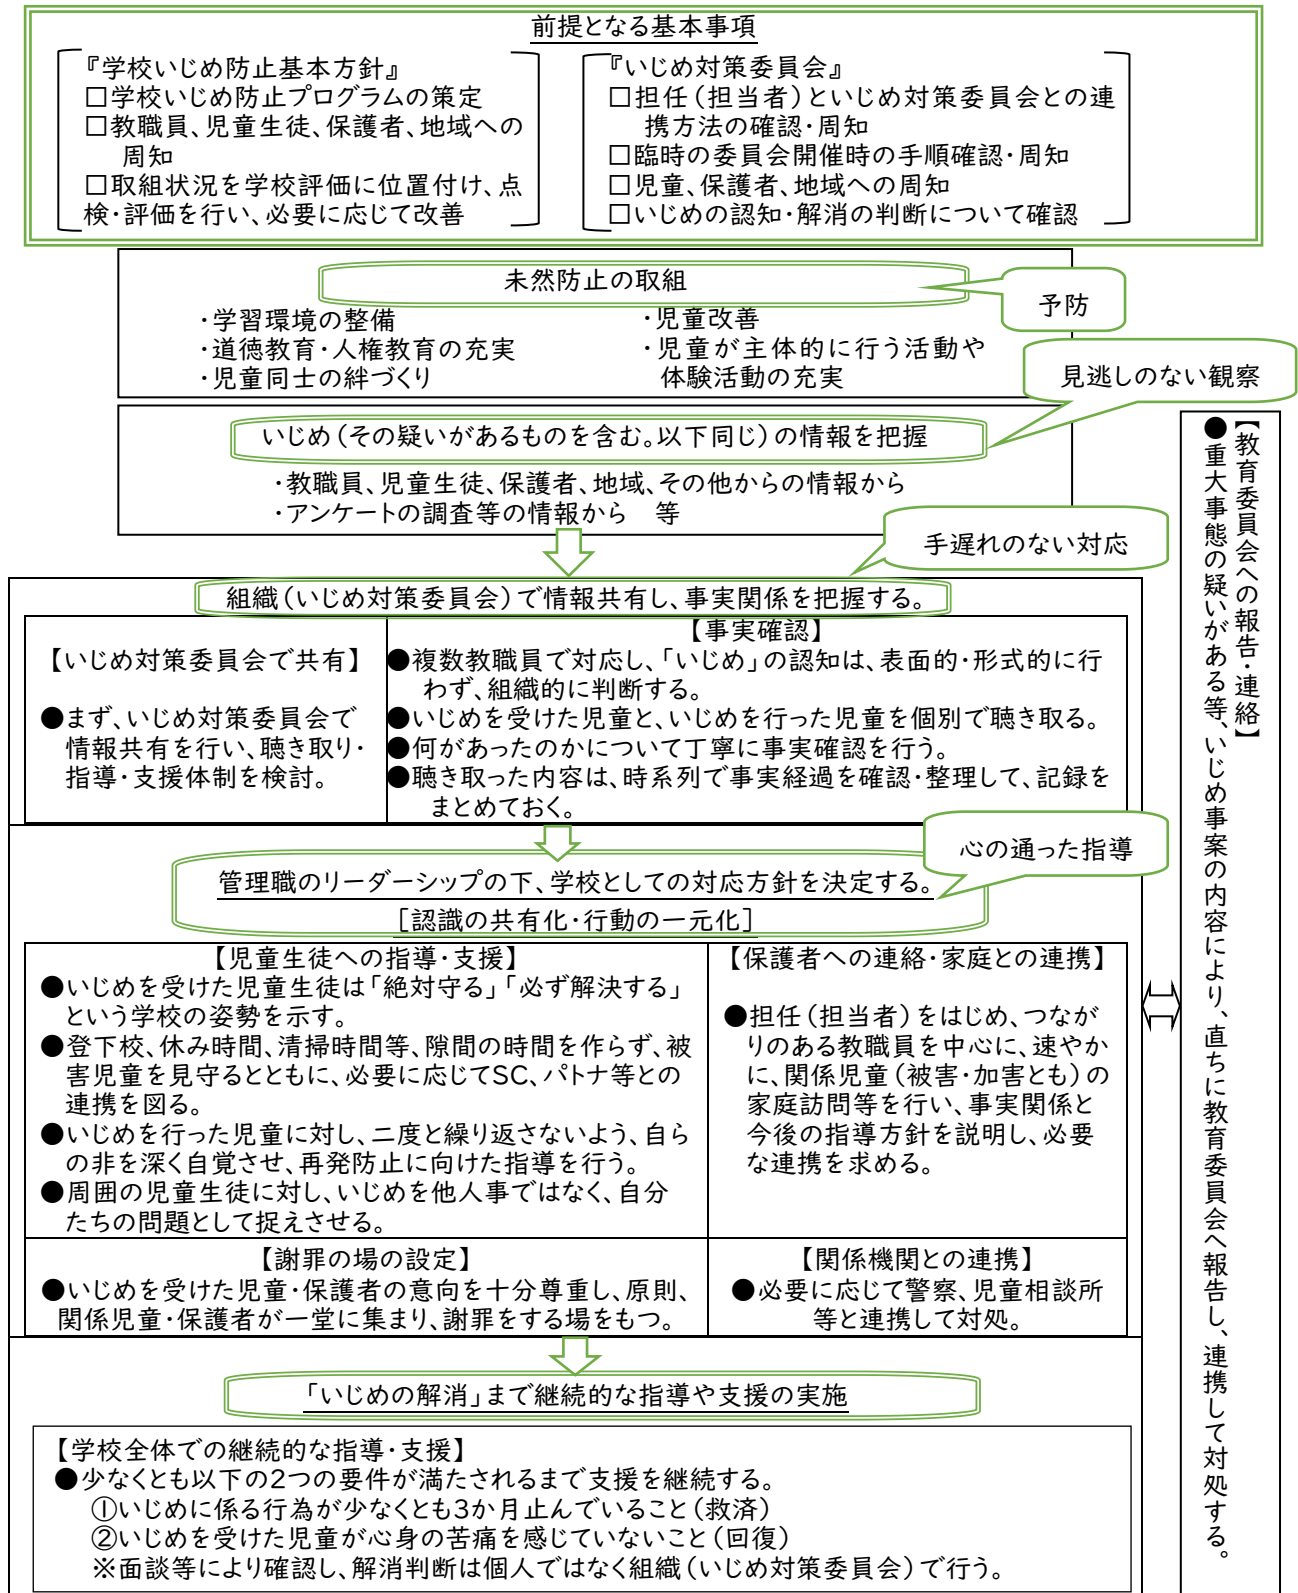 前提となる基本事項
『学校いじめ防止基本方針』
□学校いじめ防止プログラムの策定
□教職員、児童生徒、保護者、地域への
周知
□取組状況を学校評価に位置付け、点
検・評価を行い、必要に応じて改善
『いじめ対策委員会』
□担任（担当者）といじめ対策委員会との連
携方法の確認・周知
□臨時の委員会開催時の手順確認・周知
□児童、保護者、地域への周知
□いじめの認知・解消の判断について確認
未然防止の取組
予防
・学習環境の整備
・道徳教育・人権教育の充実
・児童同士の絆づくり
・児童改善
・児童が主体的に行う活動や
体験活動の充実
見逃しのない観察
いじめ（その疑いがあるものを含む。以下同じ）の情報を把握
・教職員、児童生徒、保護者、地域、その他からの情報から
・アンケートの調査等の情報から　等
手遅れのない対応
組織（いじめ対策委員会）で情報共有し、事実関係を把握する。
【いじめ対策委員会で共有】
●まず、いじめ対策委員会で
情報共有を行い、聴き取り・
指導・支援体制を検討。
【事実確認】
●複数教職員で対応し、「いじめ」の認知は、表面的・形式的に行
わず、組織的に判断する。
●いじめを受けた児童と、いじめを行った児童を個別で聴き取る。
●何があったのかについて丁寧に事実確認を行う。
●聴き取った内容は、時系列で事実経過を確認・整理して、記録を
まとめておく。
心の通った指導
管理職のリーダーシップの下、学校としての対応方針を決定する。
［認識の共有化・行動の一元化］
【児童生徒への指導・支援】
●いじめを受けた児童生徒は「絶対守る」「必ず解決する」
という学校の姿勢を示す。
●登下校、休み時間、清掃時間等、隙間の時間を作らず、被
害児童を見守るとともに、必要に応じてSC、パトナ等との
連携を図る。
●いじめを行った児童に対し、二度と繰り返さないよう、自ら
の非を深く自覚させ、再発防止に向けた指導を行う。
●周囲の児童生徒に対し、いじめを他人事ではなく、自分
たちの問題として捉えさせる。
【保護者への連絡・家庭との連携】
●担任（担当者）をはじめ、つなが
りのある教職員を中心に、速やか
に、関係児童（被害・加害とも）の
家庭訪問等を行い、事実関係と
今後の指導方針を説明し、必要
な連携を求める。
【謝罪の場の設定】
●いじめを受けた児童・保護者の意向を十分尊重し、原則、
関係児童・保護者が一堂に集まり、謝罪をする場をもつ。
【関係機関との連携】
●必要に応じて警察、児童相談所
等と連携して対処。
「いじめの解消」まで継続的な指導や支援の実施
【学校全体での継続的な指導・支援】
●少なくとも以下の2つの要件が満たされるまで支援を継続する。
①いじめに係る行為が少なくとも3か月止んでいること（救済）
②いじめを受けた児童が心身の苦痛を感じていないこと（回復）
※面談等により確認し、解消判断は個人ではなく組織（いじめ対策委員会）で行う。
【教育委員会への報告・連絡】
●重大事態の疑いがある等、いじめ事案の内容により、直ちに教育委員会へ報告し、連携して対処する。